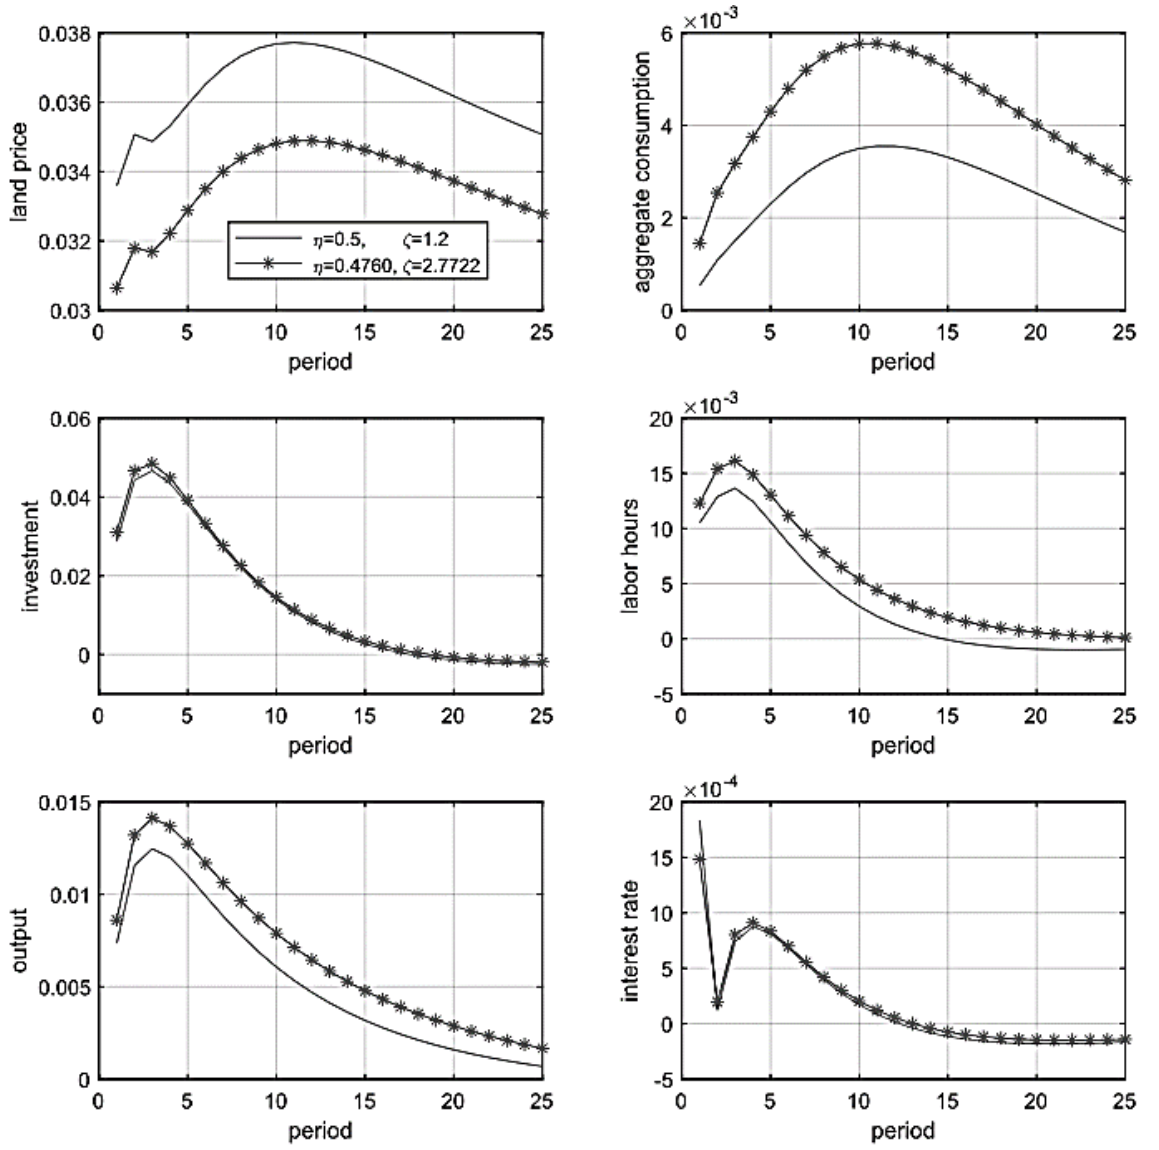 0.038
0.036
0.034
0.032
0.03
land price
η=0.5, ζ=1.2
η=0.4760, ζ=2.7722
0 5 10 15 20 25
period
×10⁻³
6
4
2
0
aggregate consumption
0 5 10 15 20 25
period
0.06
0.04
0.02
0
investment
0 5 10 15 20 25
period
×10⁻³
20
15
10
5
0
-5
labor hours
0 5 10 15 20 25
period
0.015
0.01
0.005
0
output
0 5 10 15 20 25
period
×10⁻⁴
20
15
10
5
0
-5
interest rate
0 5 10 15 20 25
period